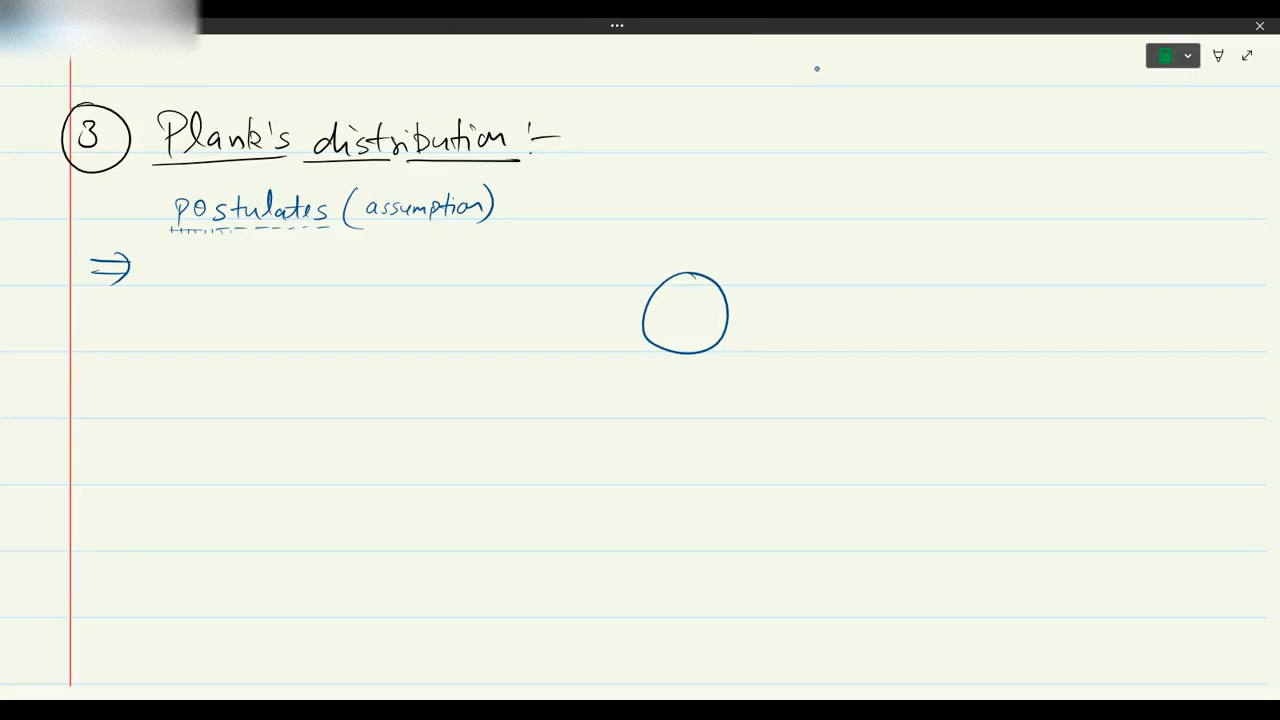 3 Plank's distribution :-
postulates (assumption)
⇒